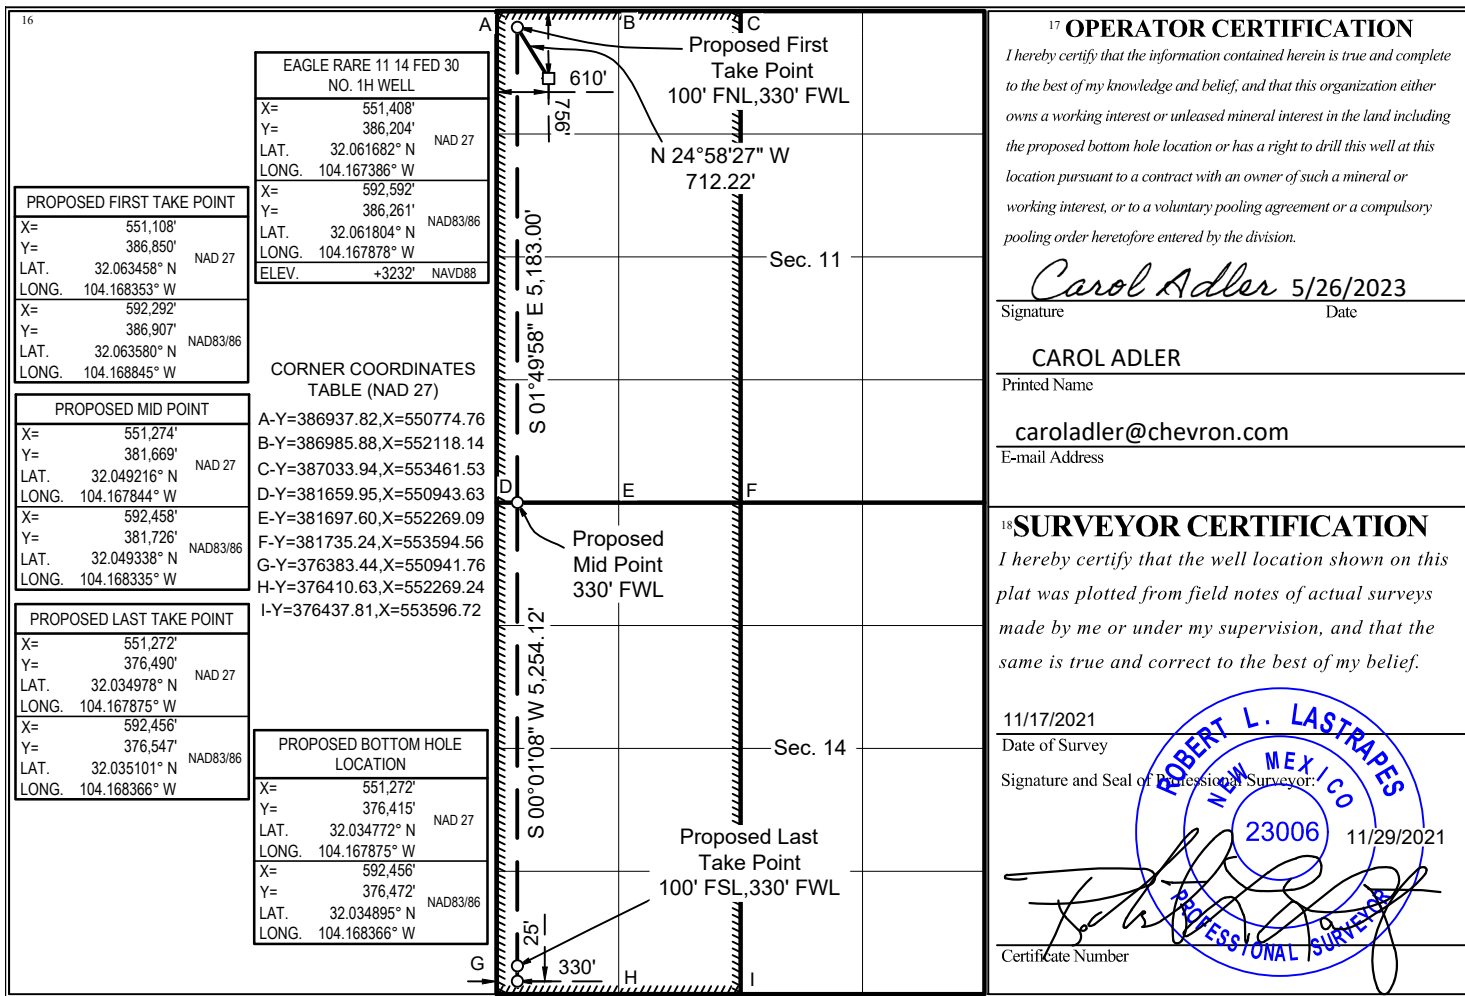 16
EAGLE RARE 11 14 FED 30
NO. 1H WELL
X= 551,408'
Y= 386,204'
NAD 27
LAT. 32.061682° N
LONG. 104.167386° W
X= 592,592'
Y= 386,261'
NAD83/86
LAT. 32.061804° N
LONG. 104.167878° W
ELEV. +3232' NAVD88
PROPOSED FIRST TAKE POINT
X= 551,108'
Y= 386,850'
NAD 27
LAT. 32.063458° N
LONG. 104.168353° W
X= 592,292'
Y= 386,907'
NAD83/86
LAT. 32.063580° N
LONG. 104.168845° W
PROPOSED MID POINT
X= 551,274'
Y= 381,669'
NAD 27
LAT. 32.049216° N
LONG. 104.167844° W
X= 592,458'
Y= 381,726'
NAD83/86
LAT. 32.049338° N
LONG. 104.168335° W
PROPOSED LAST TAKE POINT
X= 551,272'
Y= 376,490'
NAD 27
LAT. 32.034978° N
LONG. 104.167875° W
X= 592,456'
Y= 376,547'
NAD83/86
LAT. 32.035101° N
LONG. 104.168366° W
CORNER COORDINATES
TABLE (NAD 27)
A-Y=386937.82,X=550774.76
B-Y=386985.88,X=552118.14
C-Y=387033.94,X=553461.53
D-Y=381659.95,X=550943.63
E-Y=381697.60,X=552269.09
F-Y=381735.24,X=553594.56
G-Y=376383.44,X=550941.76
H-Y=376410.63,X=552269.24
I-Y=376437.81,X=553596.72
PROPOSED BOTTOM HOLE
LOCATION
X= 551,272'
Y= 376,415'
NAD 27
LAT. 32.034772° N
LONG. 104.167875° W
X= 592,456'
Y= 376,472'
NAD83/86
LAT. 32.034895° N
LONG. 104.168366° W
A
B
C
Proposed First
Take Point
100' FNL,330' FWL
610'
756'
N 24°58'27" W
712.22'
S 01°49'58" E 5,183.00'
Sec. 11
D
E
F
Proposed
Mid Point
330' FWL
S 00°01'08" W 5,254.12'
Sec. 14
Proposed Last
Take Point
100' FSL,330' FWL
25'
330'
G
H
I
17 OPERATOR CERTIFICATION
I hereby certify that the information contained herein is true and complete
to the best of my knowledge and belief, and that this organization either
owns a working interest or unleased mineral interest in the land including
the proposed bottom hole location or has a right to drill this well at this
location pursuant to a contract with an owner of such a mineral or
working interest, or to a voluntary pooling agreement or a compulsory
pooling order heretofore entered by the division.
Carol Adler 5/26/2023
Signature Date
CAROL ADLER
Printed Name
caroladler@chevron.com
E-mail Address
18 SURVEYOR CERTIFICATION
I hereby certify that the well location shown on this
plat was plotted from field notes of actual surveys
made by me or under my supervision, and that the
same is true and correct to the best of my belief.
11/17/2021
Date of Survey
Signature and Seal of Professional Surveyor:
ROBERT L. LASTRAPES
NEW MEXICO
23006
PROFESSIONAL SURVEYOR
11/29/2021
Certificate Number